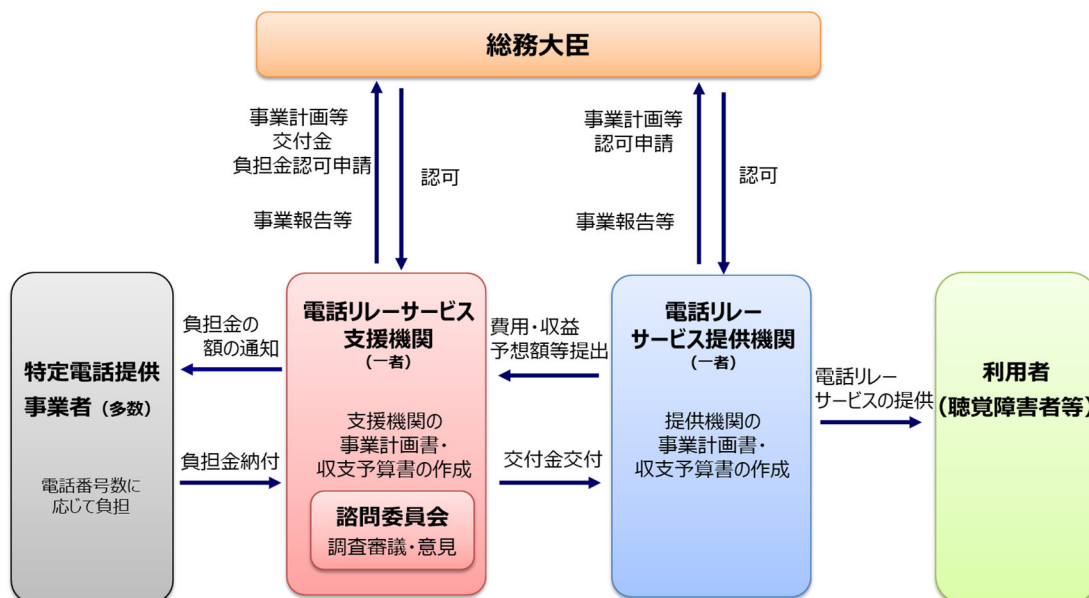 総務大臣
事業計画等
交付金
負担金認可申請
認可
事業報告等
事業計画等
認可申請
認可
事業報告等
特定電話提供
事業者（多数）
電話番号数に
応じて負担
負担金の
額の通知
負担金納付
電話リレーサービス
支援機関
（一者）
支援機関の
事業計画書・
収支予算書の作成
諮問委員会
調査審議・意見
費用・収益
予想額等提出
交付金交付
電話リレー
サービス提供機関
（一者）
提供機関の
事業計画書・
収支予算書の作成
電話リレー
サービスの提供
利用者
（聴覚障害者等）